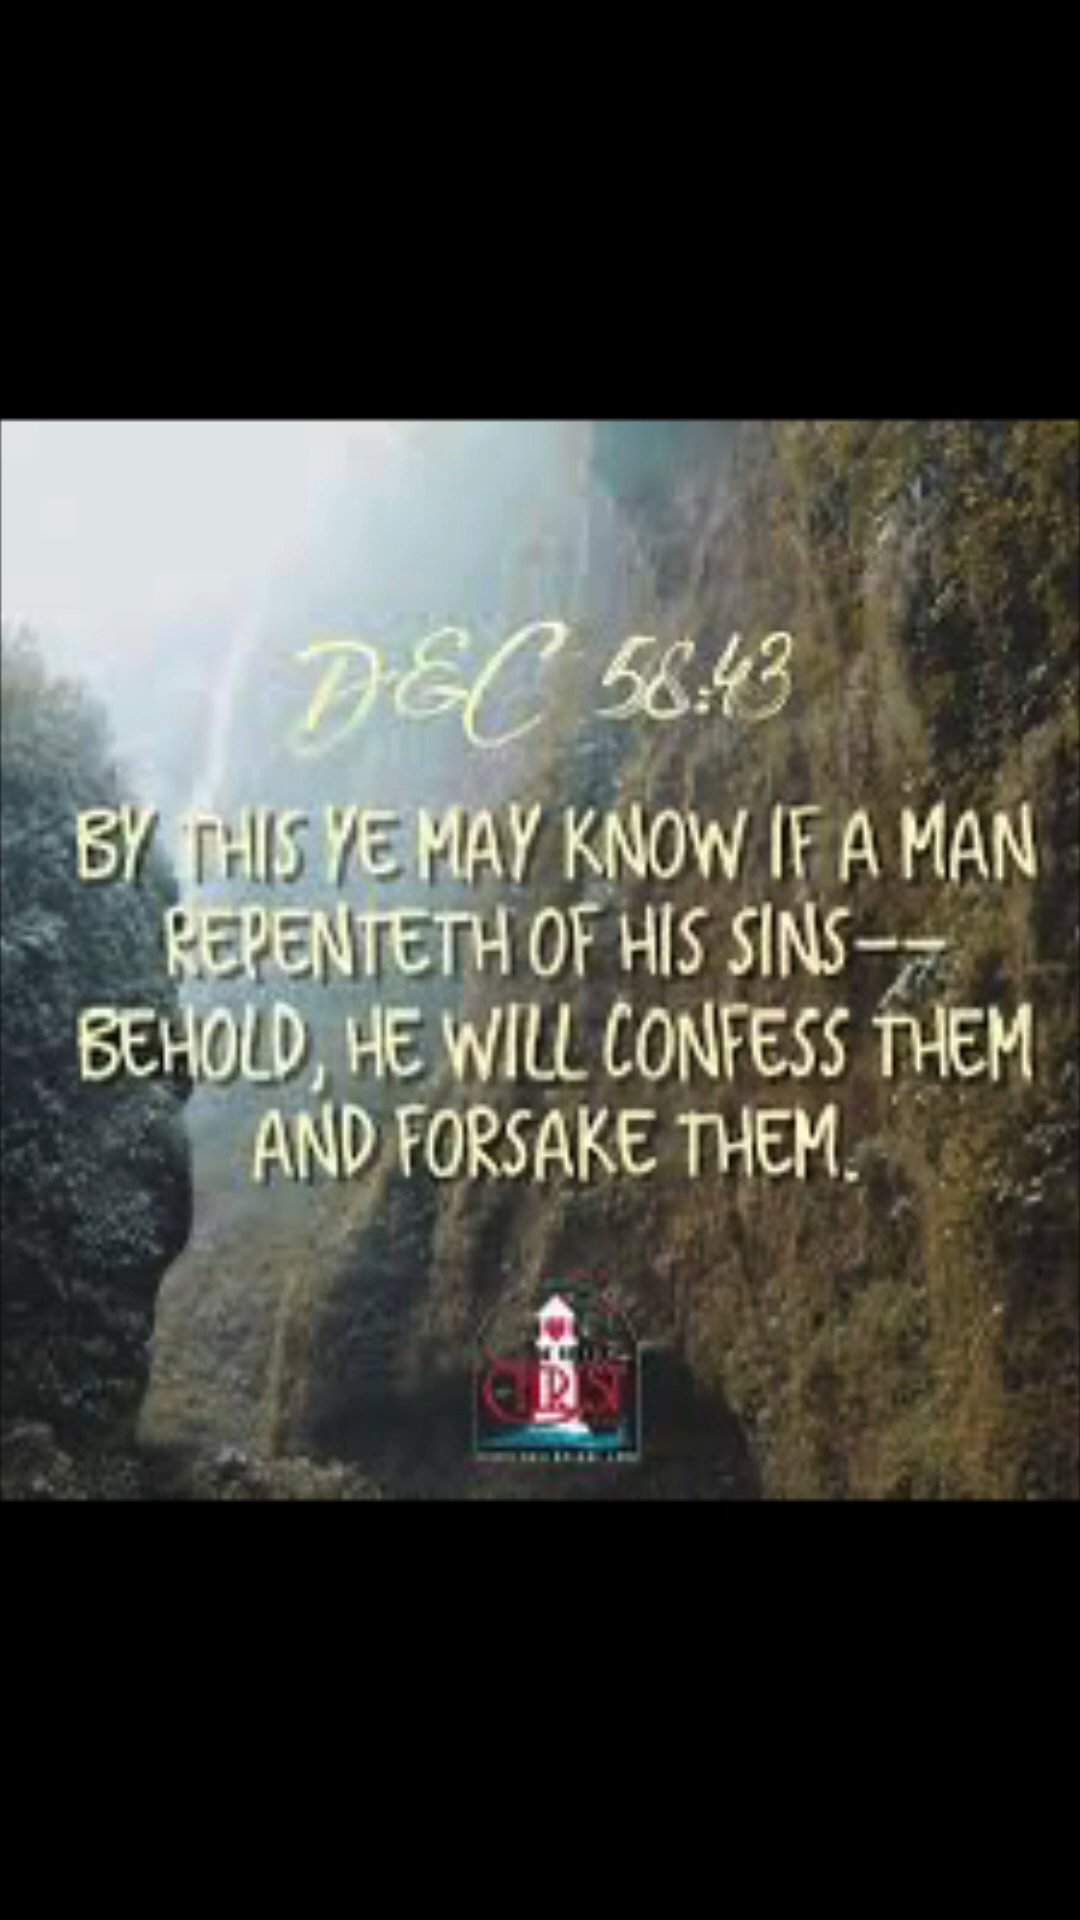 D&C 58:43
BY THIS YE MAY KNOW IF A MAN
REPENTETH OF HIS SINS--
BEHOLD, HE WILL CONFESS THEM
AND FORSAKE THEM.
CHRIST